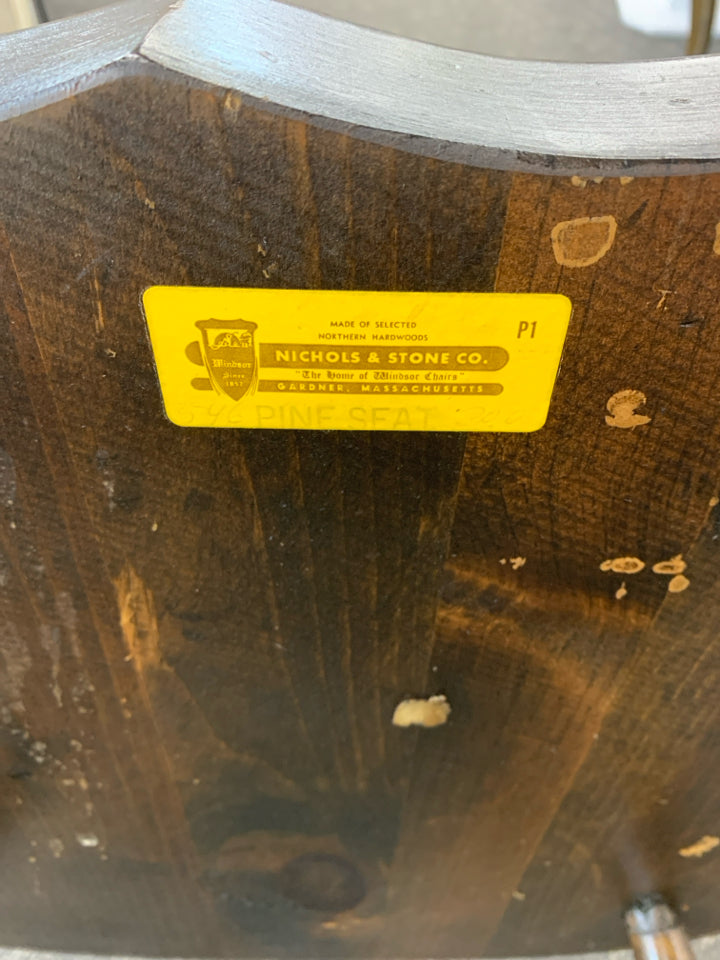 MADE OF SELECTED
NORTHERN HARDWOODS
P1
NICHOLS & STONE CO.
"The Home of Windsor Chairs"
GARDNER, MASSACHUSETTS
Windsor
Since
1857
PINE SEAT